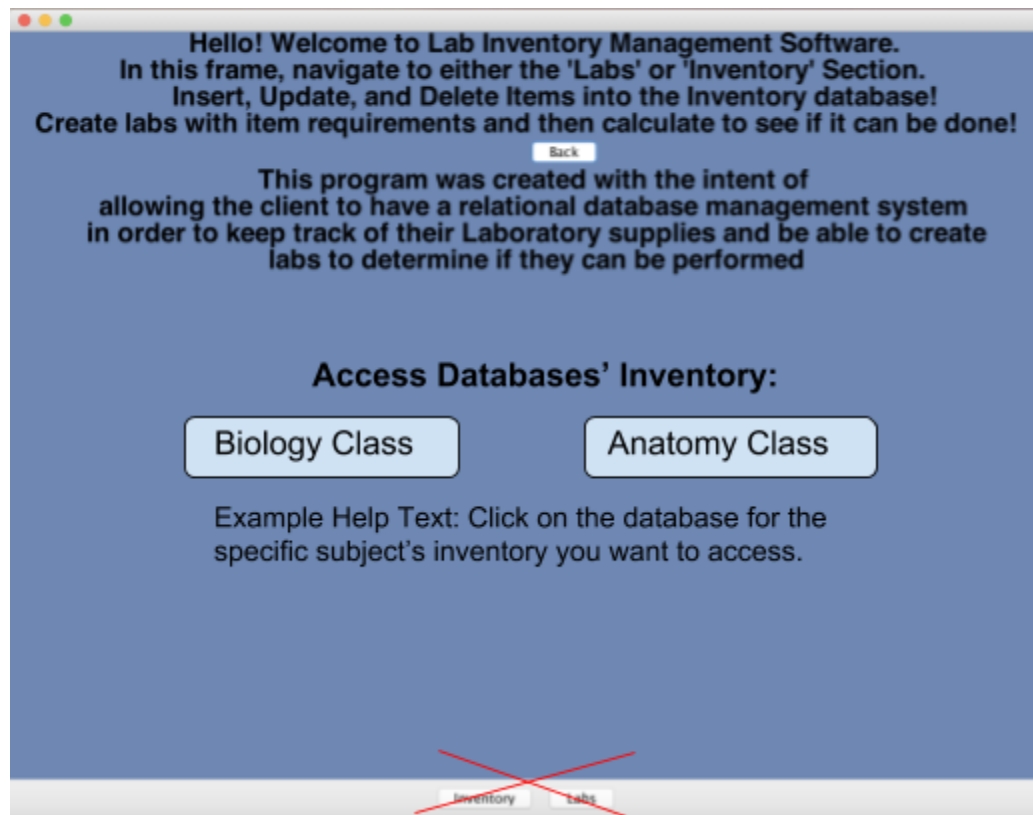 Hello! Welcome to Lab Inventory Management Software.
In this frame, navigate to either the 'Labs' or 'Inventory' Section.
Insert, Update, and Delete Items into the Inventory database!
Create labs with item requirements and then calculate to see if it can be done!
Back
This program was created with the intent of
allowing the client to have a relational database management system
in order to keep track of their Laboratory supplies and be able to create
labs to determine if they can be performed
Access Databases’ Inventory:
Biology Class Anatomy Class
Example Help Text: Click on the database for the
specific subject’s inventory you want to access.
Inventory Labs